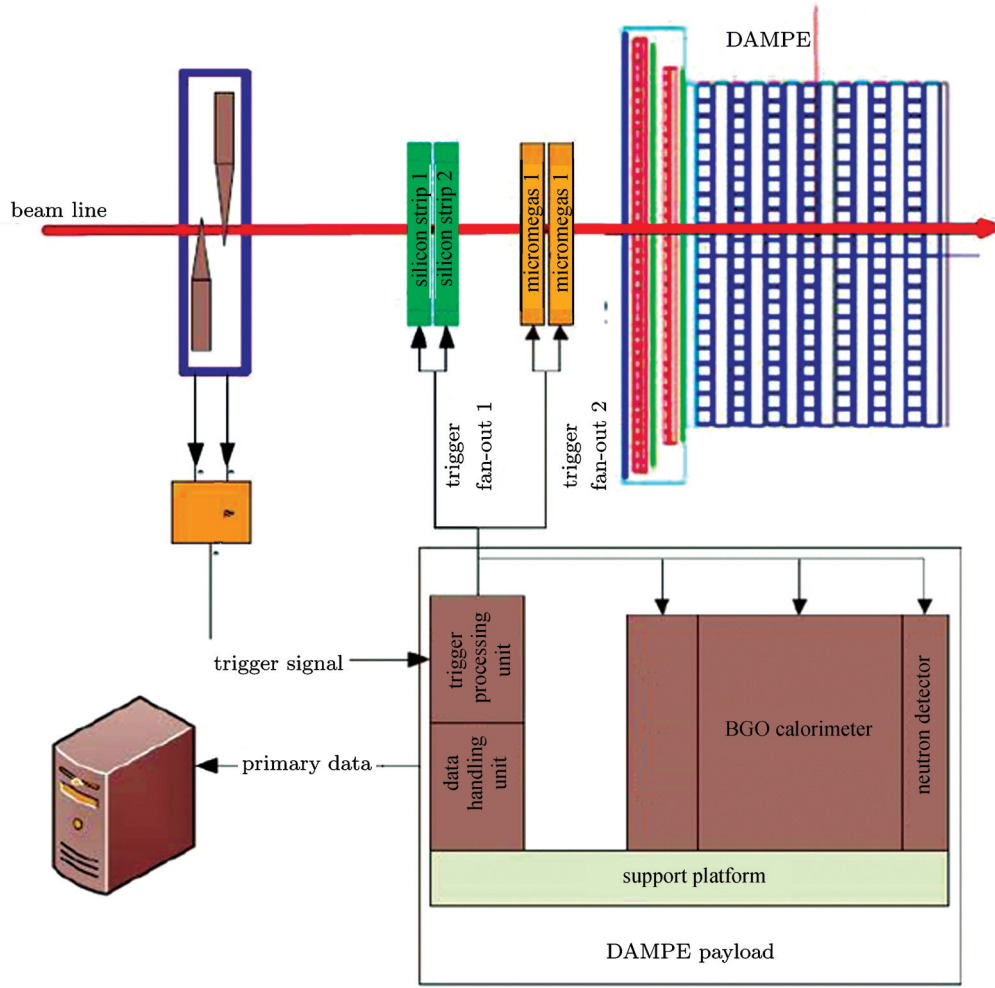 DAMPE
beam line
silicon strip 1
silicon strip 2
micromegas 1
micromegas 1
trigger
fan-out 1
trigger
fan-out 2
trigger signal
trigger
processing
unit
BGO calorimeter
neutron detector
primary data
data
handling
unit
support platform
DAMPE payload